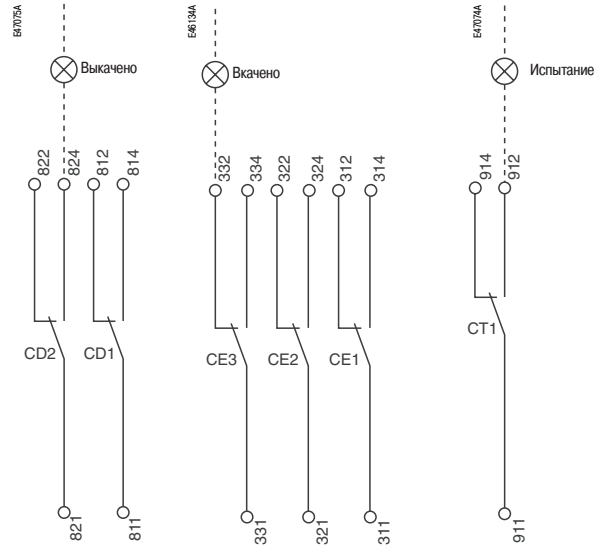 E47075A
Выкачено
822
824
812
814
CD2
CD1
821
811
E46134A
Вкачено
332
334
322
324
312
314
CE3
CE2
CE1
331
321
311
E47074A
Испытание
914
912
CT1
911